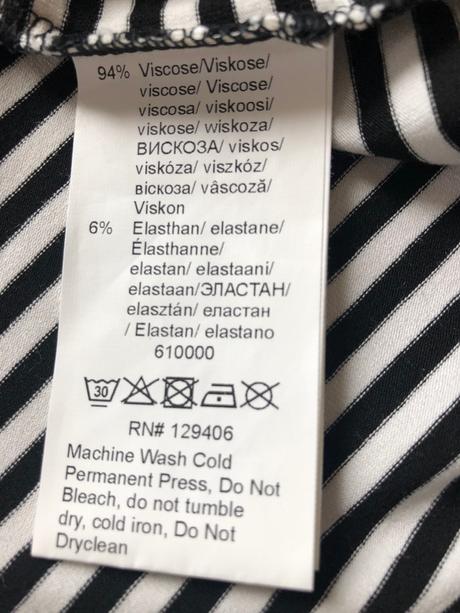 94% Viscose/Viskose/
viscose/ Viscose/
viscosa/ viskoosi/
viskose/ wiskoza/
ВИСКОЗА/ viskos/
viskóza/ viszkóz/
віскоза/ vâscoză/
Viskon
6% Elasthan/ elastane/
Élasthanne/
elastan/ elastaani/
elastaan/ЭЛАСТАН/
elasztán/ еластан
/ Elastan/ elastano
610000
30
RN# 129406
Machine Wash Cold
Permanent Press, Do Not
Bleach, do not tumble
dry, cold iron, Do Not
Dryclean